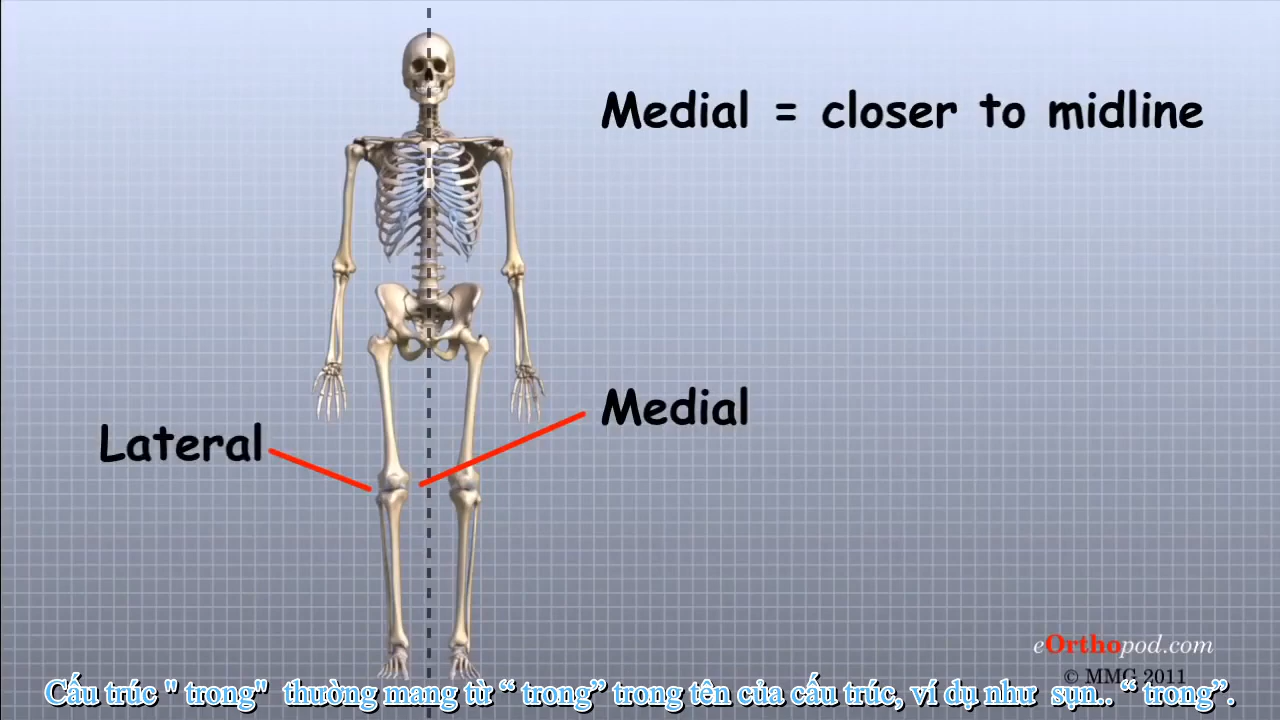 Medial = closer to midline
Medial
Lateral
eOrthopod.com
© MMG 2011
Cấu trúc " trong" thường mang từ “ trong” trong tên của cấu trúc, ví dụ như sụn.. “ trong”.